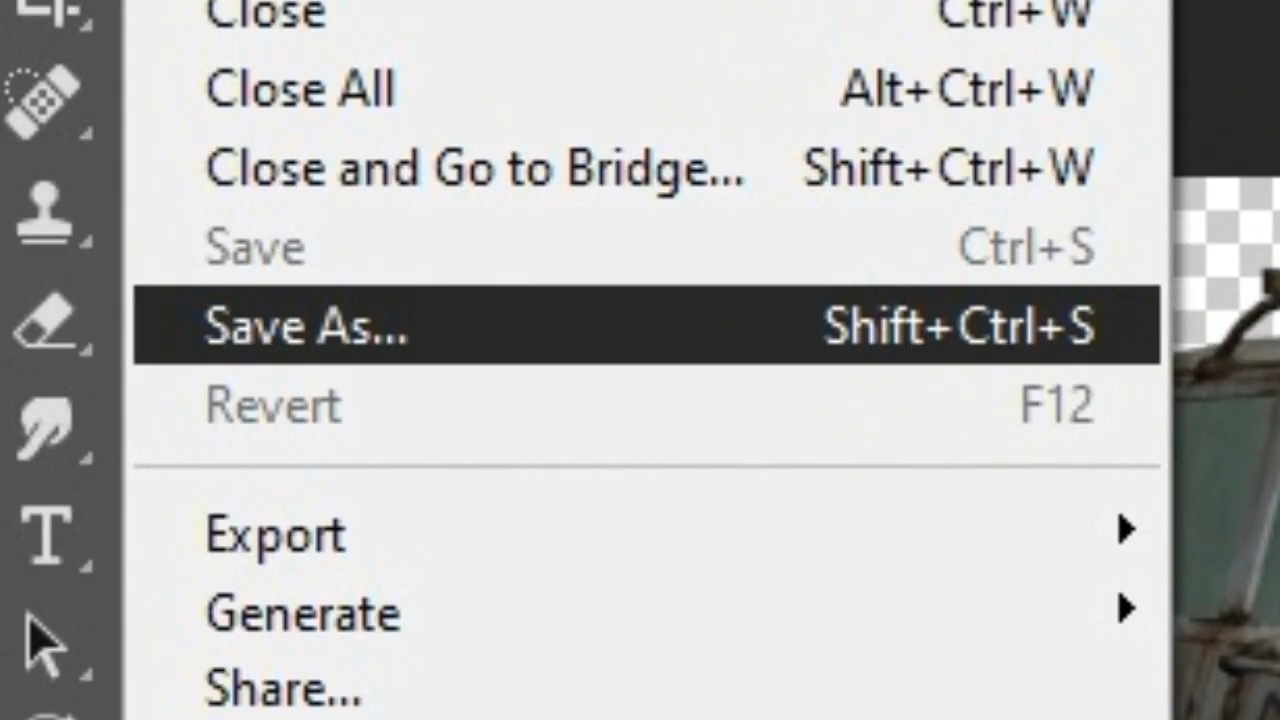 Close Ctrl+W
Close All Alt+Ctrl+W
Close and Go to Bridge... Shift+Ctrl+W
Save Ctrl+S
Save As... Shift+Ctrl+S
Revert F12
Export
Generate
Share...